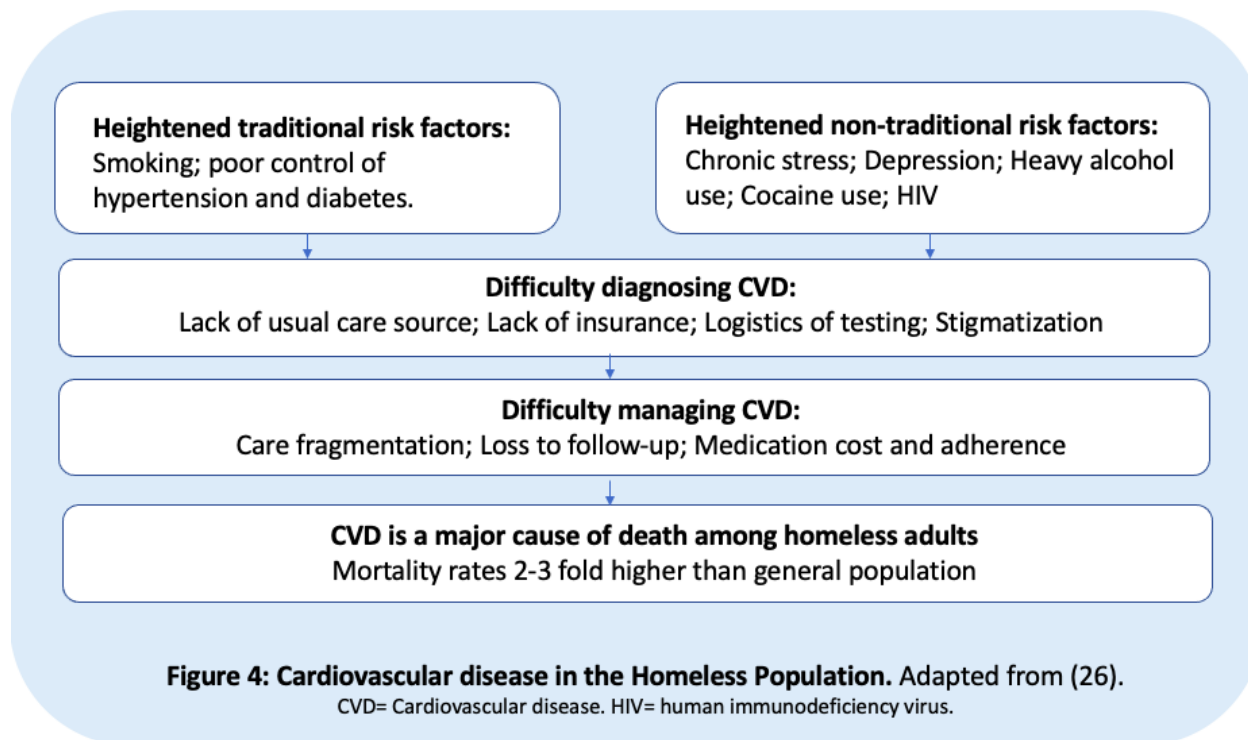 Heightened traditional risk factors:
Smoking; poor control of
hypertension and diabetes.
Heightened non-traditional risk factors:
Chronic stress; Depression; Heavy alcohol
use; Cocaine use; HIV
Difficulty diagnosing CVD:
Lack of usual care source; Lack of insurance; Logistics of testing; Stigmatization
Difficulty managing CVD:
Care fragmentation; Loss to follow-up; Medication cost and adherence
CVD is a major cause of death among homeless adults
Mortality rates 2-3 fold higher than general population
Figure 4: Cardiovascular disease in the Homeless Population. Adapted from (26).
CVD= Cardiovascular disease. HIV= human immunodeficiency virus.